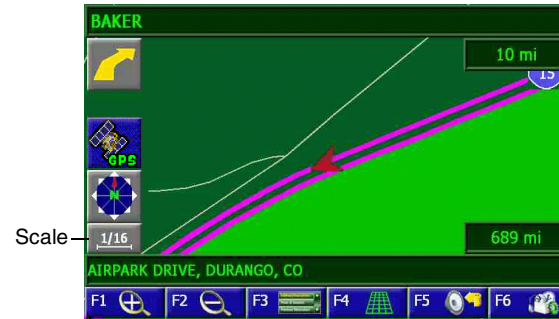 BAKER
10 mi
15
GPS
N
Scale
1/16
689 mi
AIRPARK DRIVE, DURANGO, CO
F1 F2 F3 F4 F5 F6